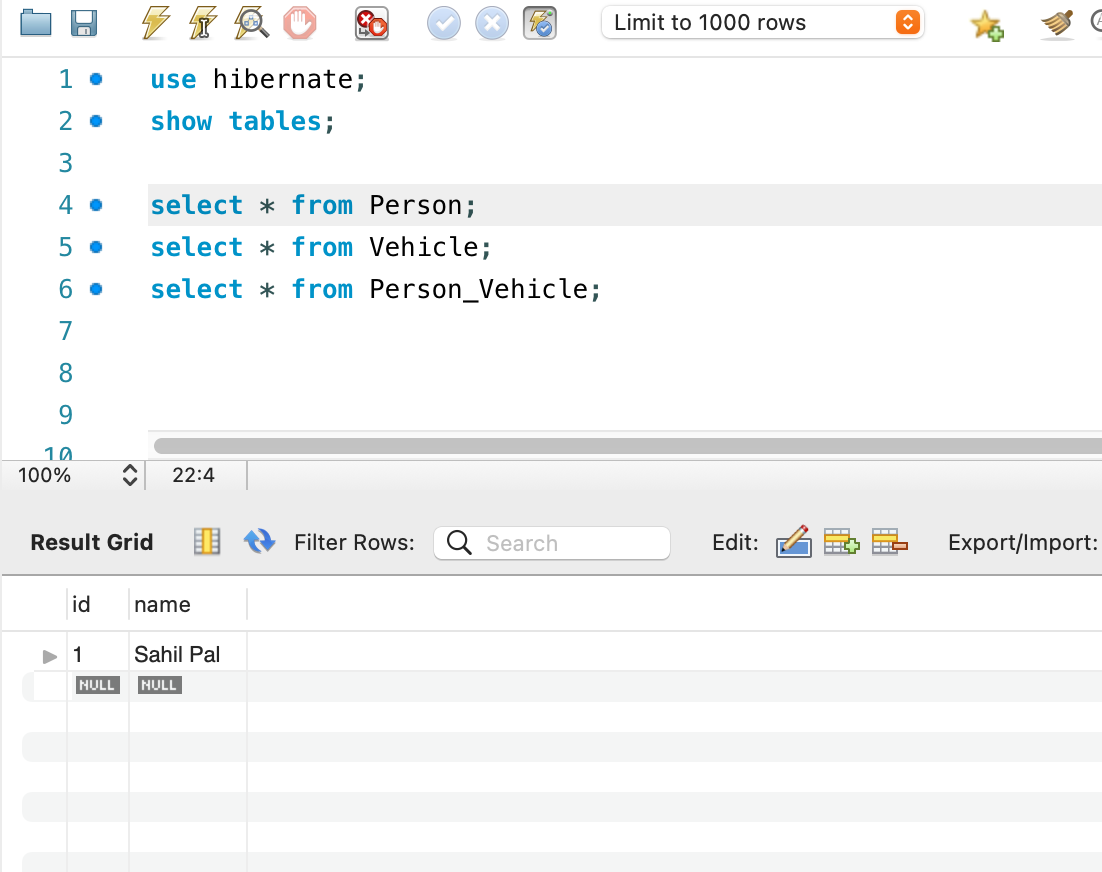 Limit to 1000 rows
1 use hibernate;
2 show tables;
3
4 select * from Person;
5 select * from Vehicle;
6 select * from Person_Vehicle;
7
8
9
10
100% 22:4
Result Grid Filter Rows: Search Edit: Export/Import:
id name
1 Sahil Pal
NULL NULL